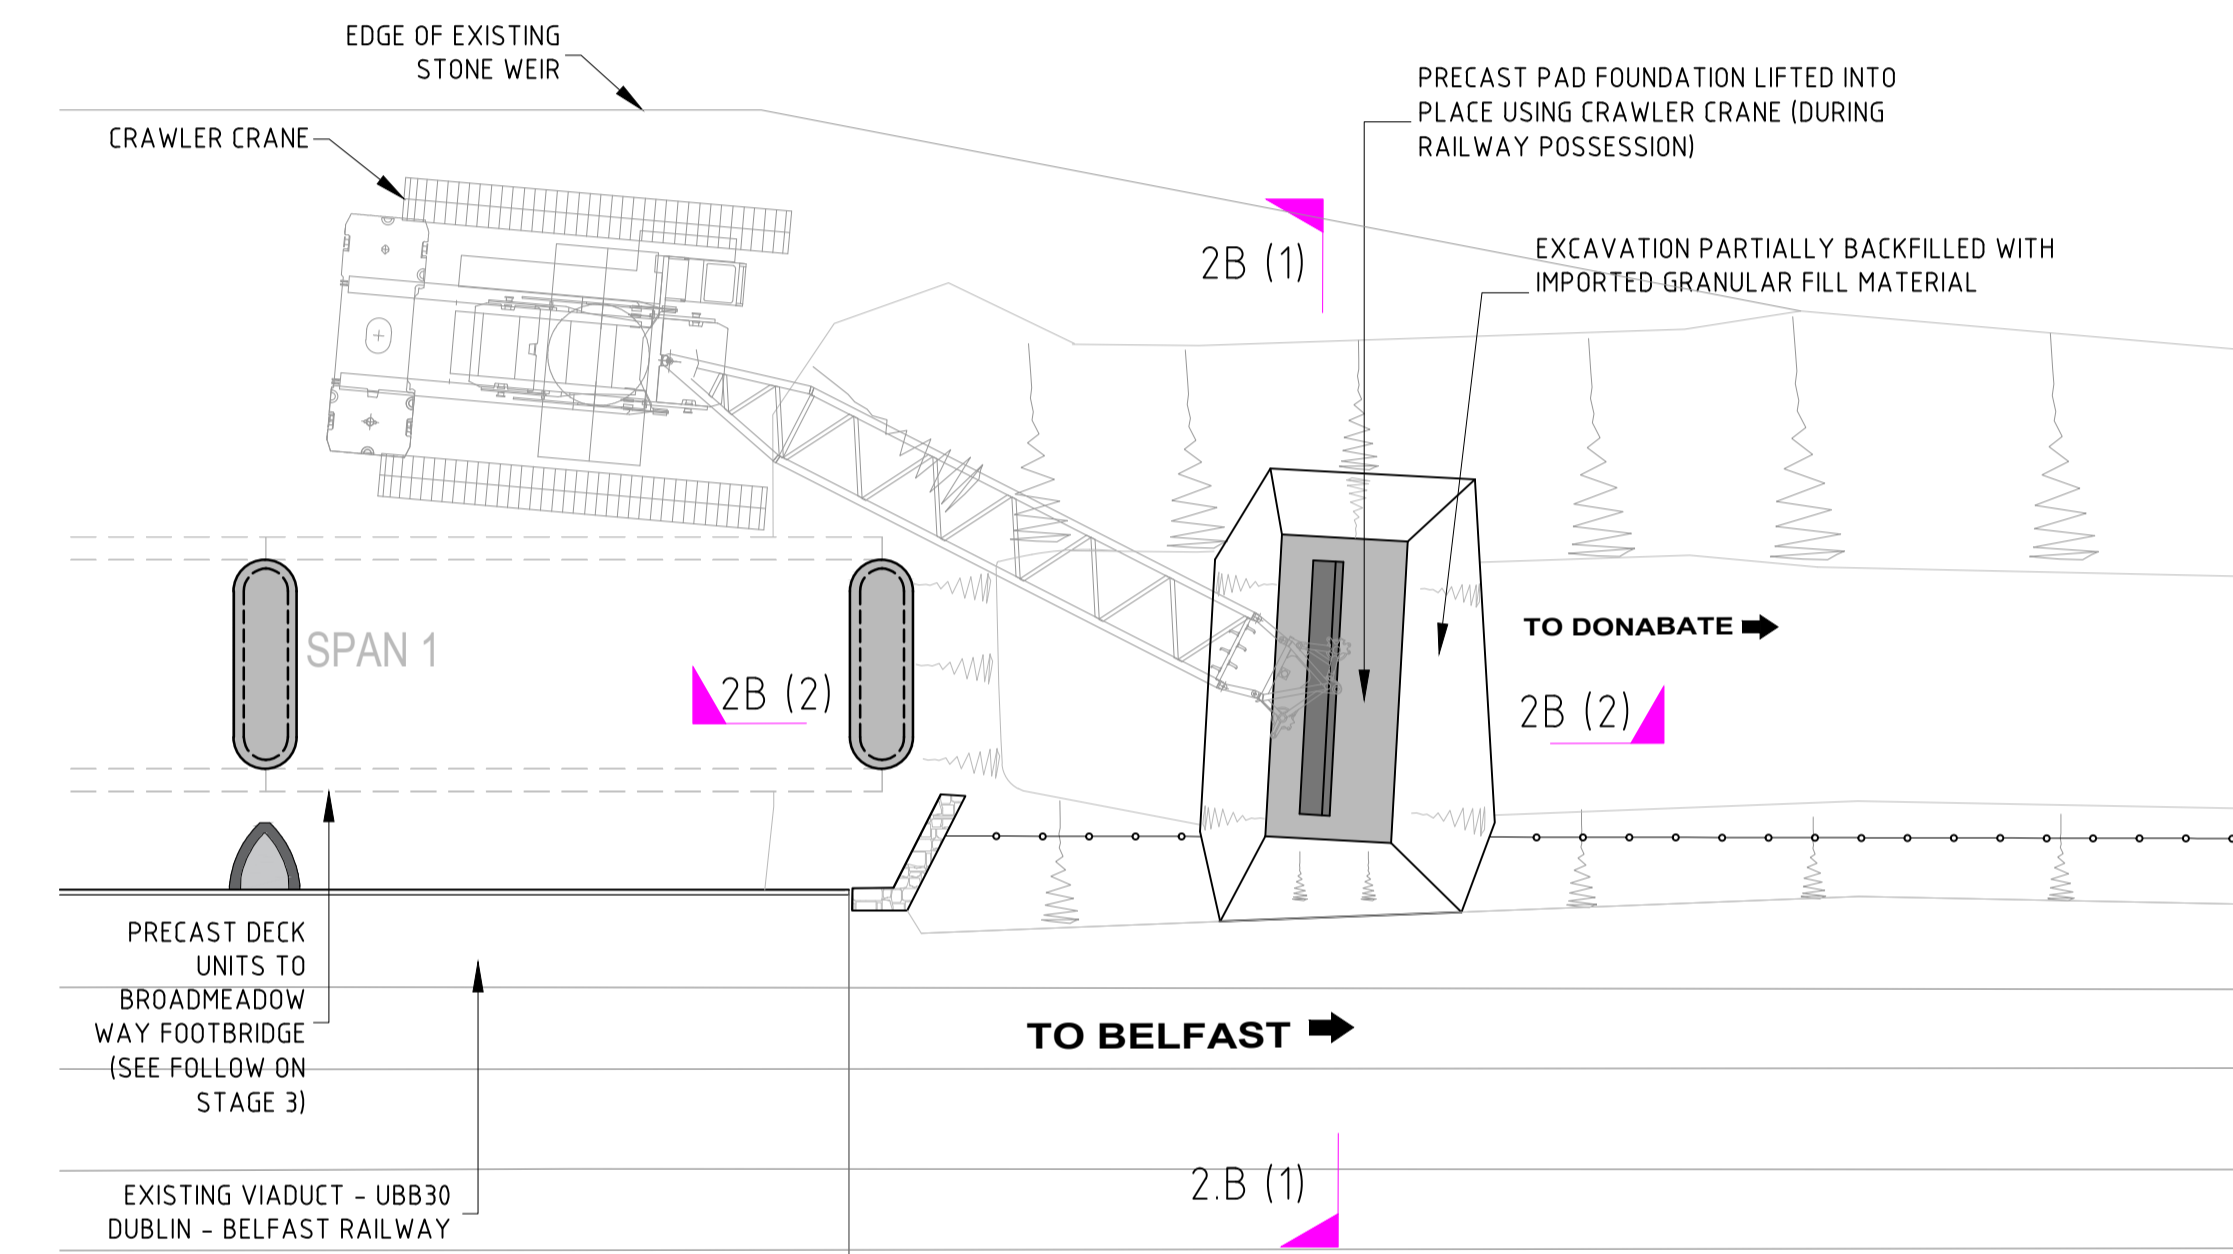 EDGE OF EXISTING
STONE WEIR
CRAWLER CRANE
PRECAST PAD FOUNDATION LIFTED INTO
PLACE USING CRAWLER CRANE (DURING
RAILWAY POSSESSION)
2B (1)
EXCAVATION PARTIALLY BACKFILLED WITH
IMPORTED GRANULAR FILL MATERIAL
SPAN 1
2B (2)
TO DONABATE
2B (2)
PRECAST DECK
UNITS TO
BROADMEADOW
WAY FOOTBRIDGE
(SEE FOLLOW ON
STAGE 3)
TO BELFAST
2.B (1)
EXISTING VIADUCT - UBB30
DUBLIN - BELFAST RAILWAY